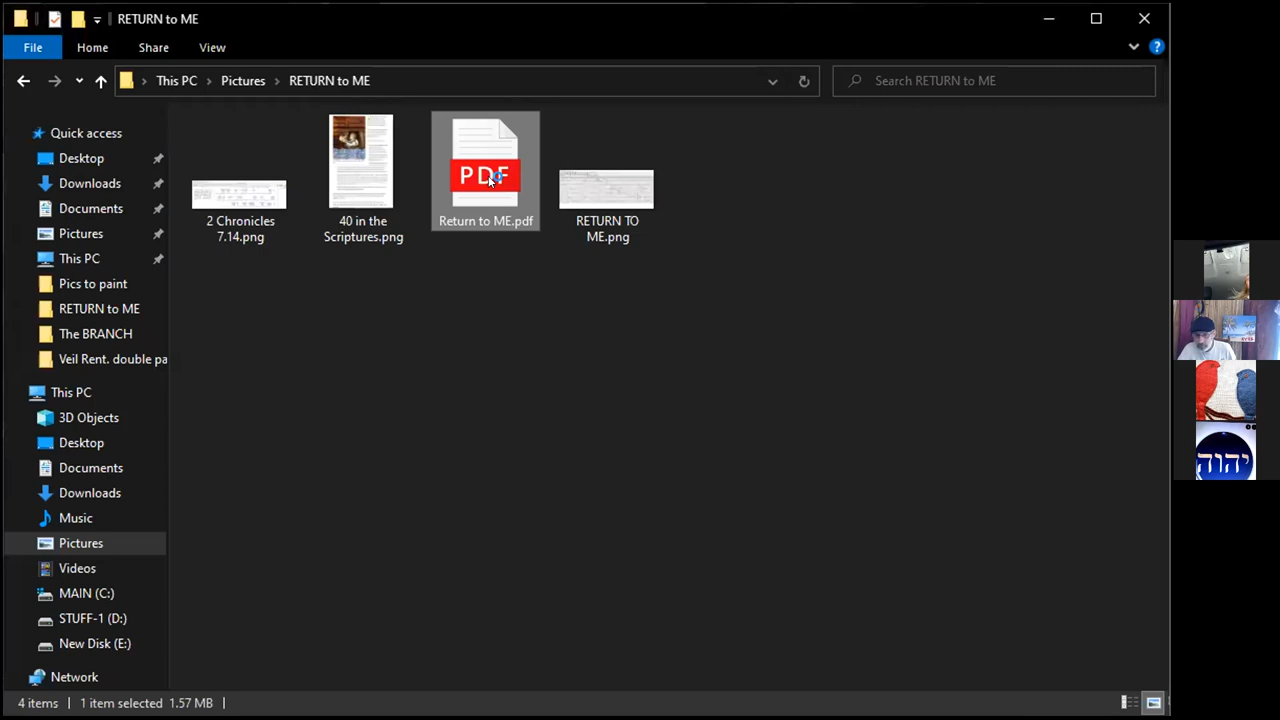 RETURN to ME
File
Home
Share
View
This PC
Pictures
RETURN to ME
Search RETURN to ME
Quick access
Desktop
Downloads
Documents
Pictures
This PC
Pics to paint
RETURN to ME
The BRANCH
Veil Rent. double pa
This PC
3D Objects
Desktop
Documents
Downloads
Music
Pictures
Videos
MAIN (C:)
STUFF-1 (D:)
New Disk (E:)
Network
2 Chronicles
7.14.png
40 in the
Scriptures.png
PDF
Return to ME.pdf
RETURN TO
ME.png
4 items
1 item selected 1.57 MB
יהוה